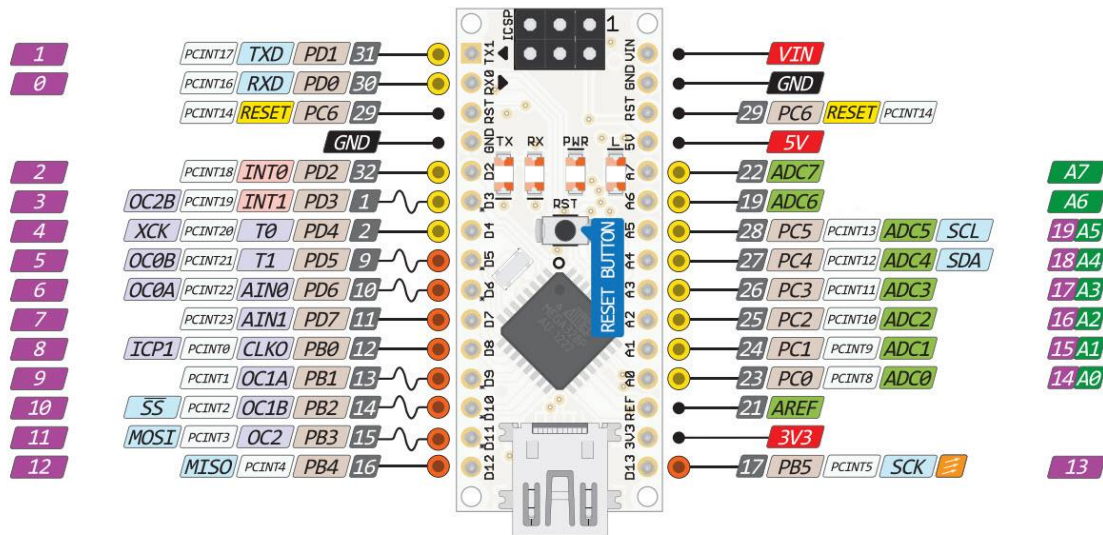 ICSP 1
1 PCINT17 TXD PD1 31 TX1 VIN VIN
0 PCINT16 RXD PD0 30 RX0 GND GND
PCINT14 RESET PC6 29 RST RST 29 PC6 RESET PCINT14
GND GND 5V 5V
TX RX PWR L
2 PCINT18 INT0 PD2 32 D2 A7 22 ADC7 A7
3 OC2B PCINT19 INT1 PD3 1 D3 A6 19 ADC6 A6
RST
4 XCK PCINT20 T0 PD4 2 D4 A5 28 PC5 PCINT13 ADC5 SCL 19 A5
5 OC0B PCINT21 T1 PD5 9 D5 A4 27 PC4 PCINT12 ADC4 SDA 18 A4
6 OC0A PCINT22 AIN0 PD6 10 D6 A3 26 PC3 PCINT11 ADC3 17 A3
RESET BUTTON
7 PCINT23 AIN1 PD7 11 D7 A2 25 PC2 PCINT10 ADC2 16 A2
8 ICP1 PCINT0 CLKO PB0 12 D8 A1 24 PC1 PCINT9 ADC1 15 A1
9 PCINT1 OC1A PB1 13 D9 A0 23 PC0 PCINT8 ADC0 14 A0
10 SS PCINT2 OC1B PB2 14 D10 REF 21 AREF
11 MOSI PCINT3 OC2 PB3 15 D11 3V3 3V3
12 MISO PCINT4 PB4 16 D12 D13 17 PB5 PCINT5 SCK 13